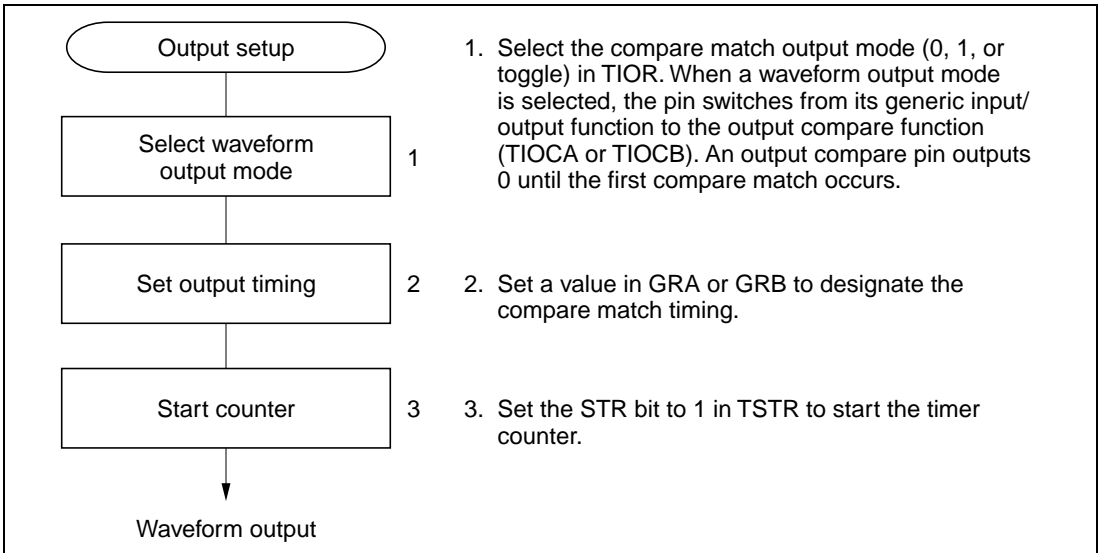 Output setup
Select waveform
output mode
1
Set output timing
2
Start counter
3
Waveform output
1. Select the compare match output mode (0, 1, or
toggle) in TIOR. When a waveform output mode
is selected, the pin switches from its generic input/
output function to the output compare function
(TIOCA or TIOCB). An output compare pin outputs
0 until the first compare match occurs.
2. Set a value in GRA or GRB to designate the
compare match timing.
3. Set the STR bit to 1 in TSTR to start the timer
counter.